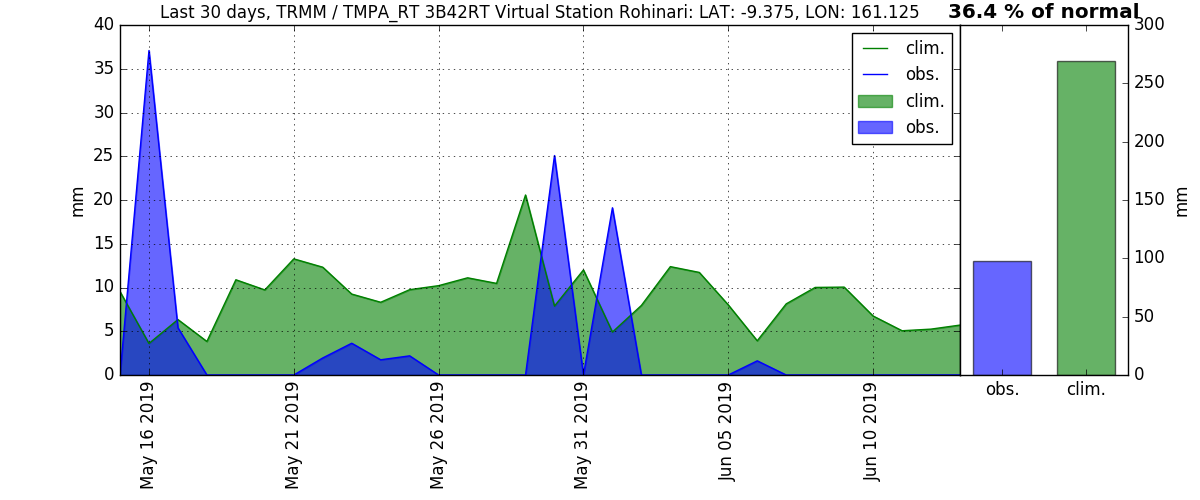 Last 30 days, TRMM / TMPA_RT 3B42RT Virtual Station Rohinari: LAT: -9.375, LON: 161.125
36.4 % of normal
40
35
30
25
20
15
10
5
0
mm
clim.
obs.
clim.
obs.
May 16 2019
May 21 2019
May 26 2019
May 31 2019
Jun 05 2019
Jun 10 2019
300
250
200
150
100
50
0
mm
obs.
clim.